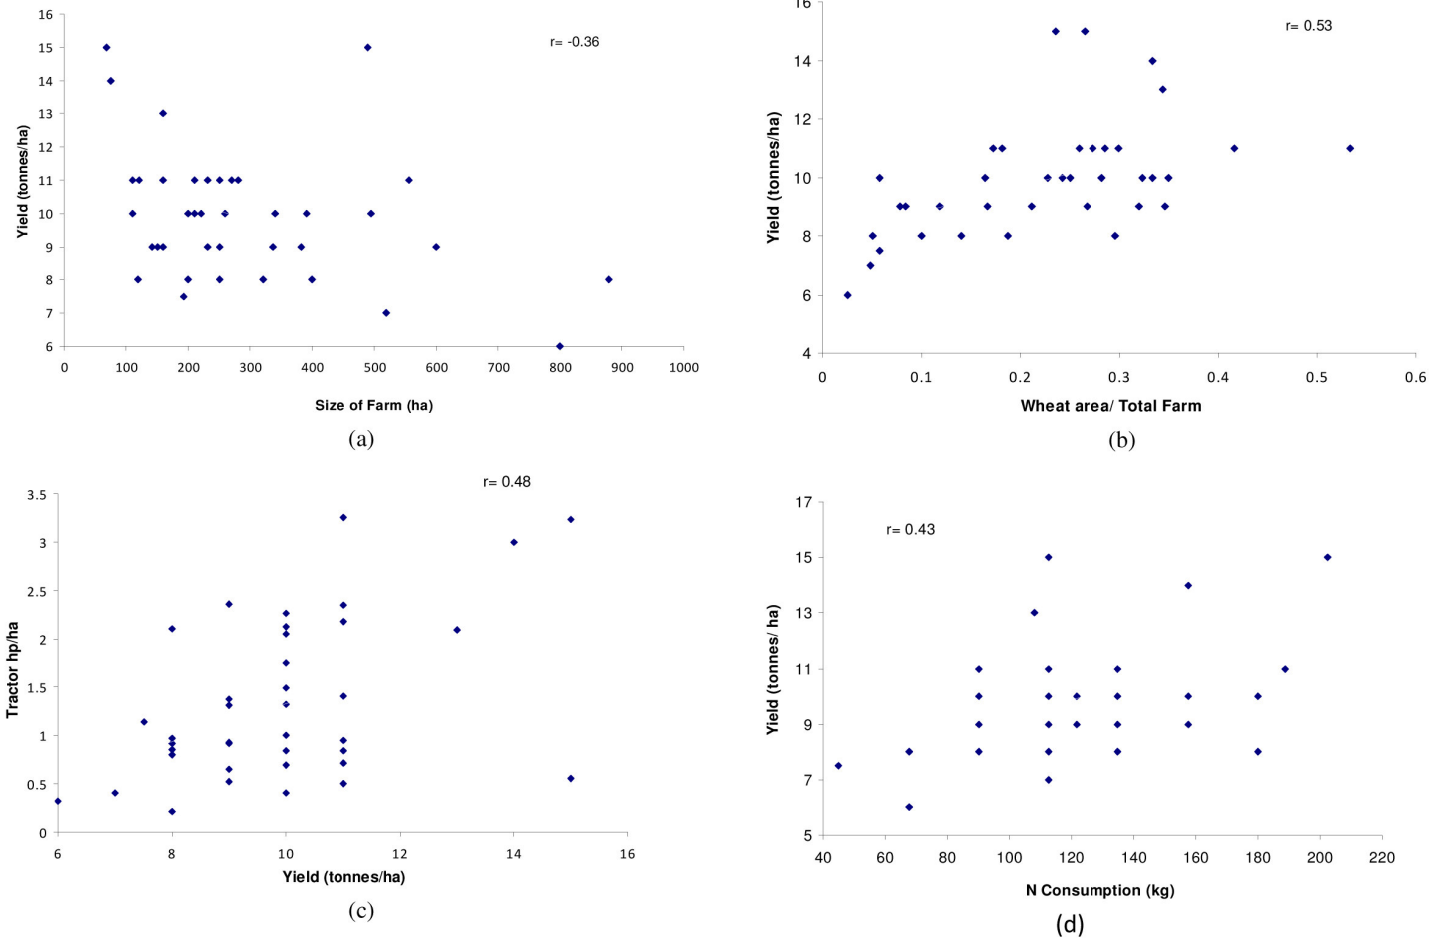 16
15
14
13
12
11
10
9
8
7
6
Yield (tonnes/ha)
r= -0.36
0 100 200 300 400 500 600 700 800 900 1000
Size of Farm (ha)
(a)
16
14
12
10
8
6
4
Yield (tonnes/ha)
r= 0.53
0 0.1 0.2 0.3 0.4 0.5 0.6
Wheat area/ Total Farm
(b)
3.5
3
2.5
2
1.5
1
0.5
0
Tractor hp/ha
r= 0.48
6 8 10 12 14 16
Yield (tonnes/ha)
(c)
17
15
13
11
9
7
5
Yield (tonnes/ ha)
r= 0.43
40 60 80 100 120 140 160 180 200 220
N Consumption (kg)
(d)